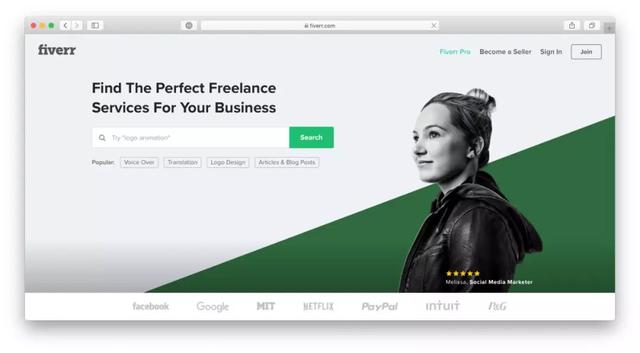 fiverr.com
fiverr
Fiverr Pro Become a Seller Sign In Join
Find The Perfect Freelance
Services For Your Business
Try "logo animation" Search
Popular: Voice Over Translation Logo Design Articles & Blog Posts
Melissa, Social Media Marketer
facebook Google MIT NETFLIX PayPal intuit P&G